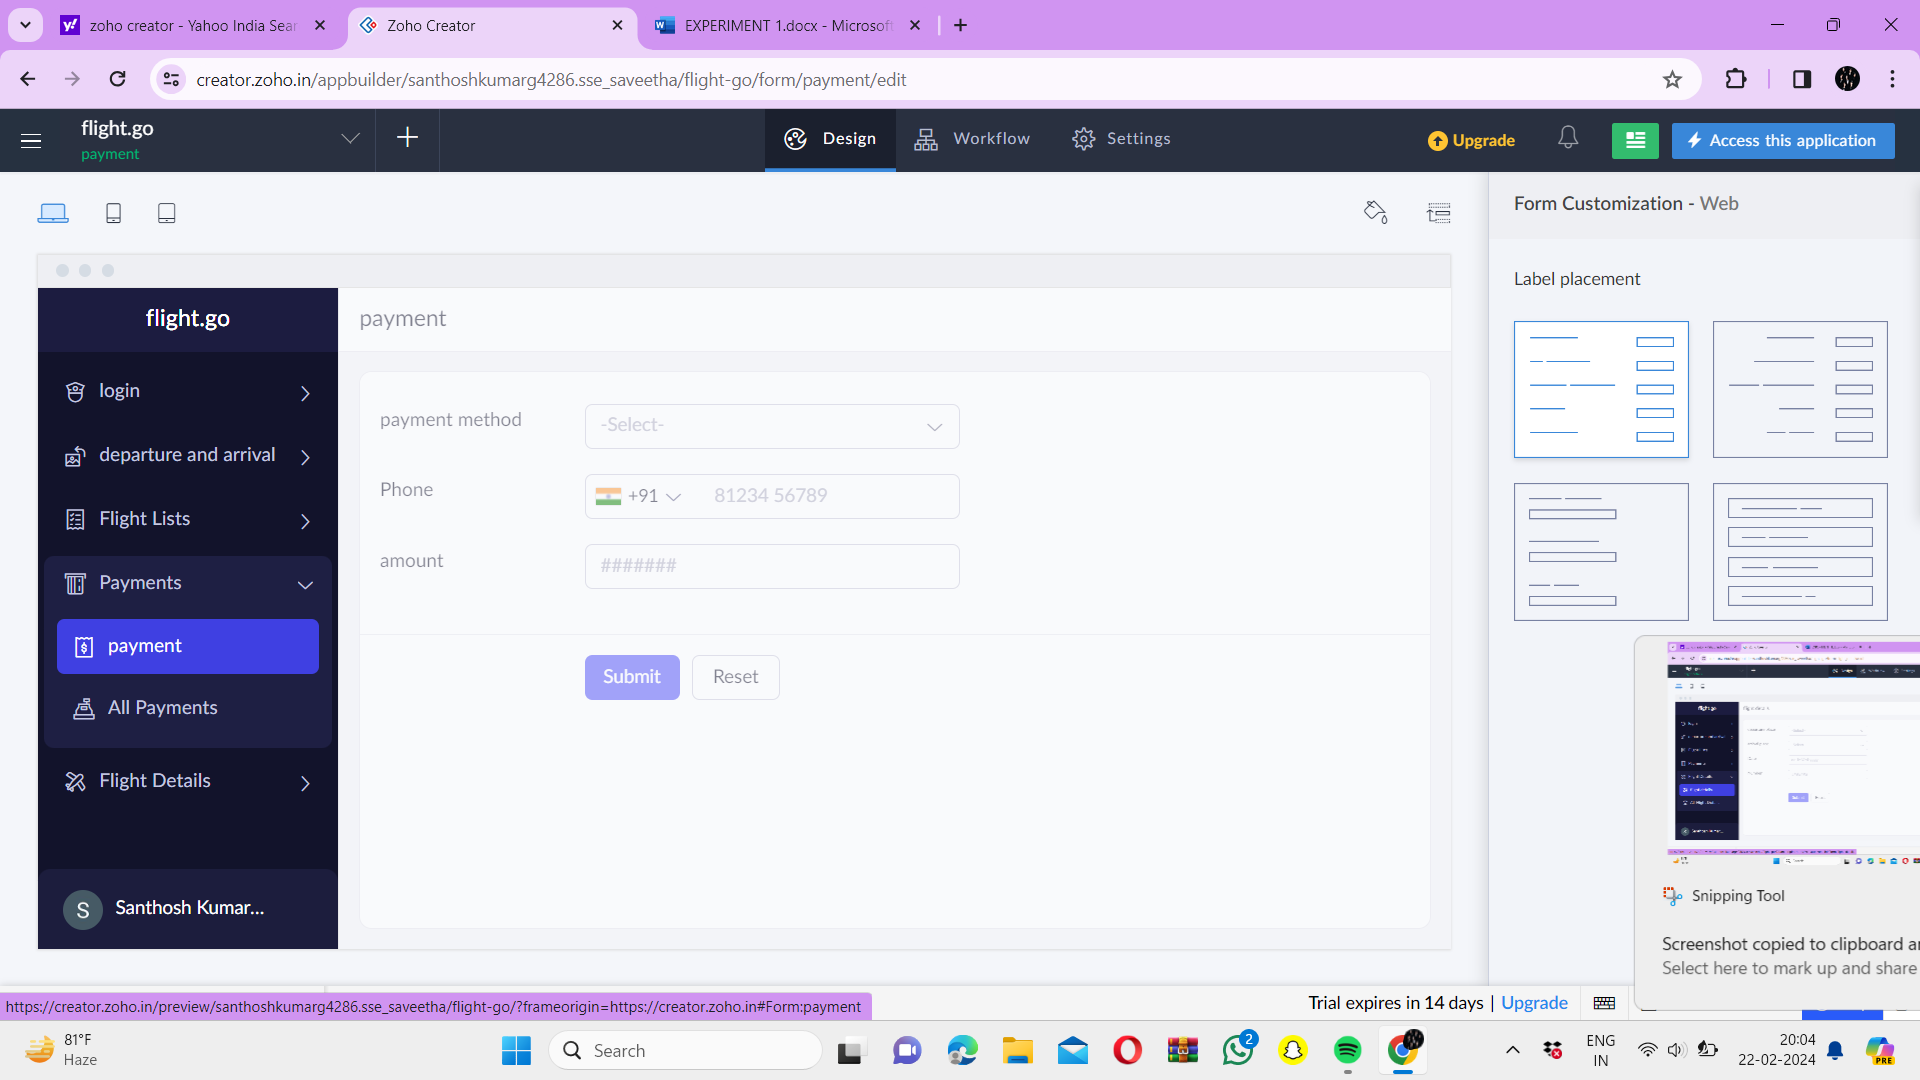 zoho creator - Yahoo India Sear
Zoho Creator
EXPERIMENT 1.docx - Microsoft
creator.zoho.in/appbuilder/santhoshkumarg4286.sse_saveetha/flight-go/form/payment/edit
flight.go
payment
Design
Workflow
Settings
Upgrade
Access this application
Form Customization - Web
Label placement
flight.go
payment
login
departure and arrival
Flight Lists
Payments
payment
All Payments
Flight Details
S
Santhosh Kumar...
payment method
-Select-
Phone
+91
81234 56789
amount
#######
Submit
Reset
Snipping Tool
Screenshot copied to clipboard a
Select here to mark up and share
https://creator.zoho.in/preview/santhoshkumarg4286.sse_saveetha/flight-go/?frameorigin=https://creator.zoho.in#Form:payment
Trial expires in 14 days | Upgrade
81°F
Haze
Search
2
ENG
IN
20:04
22-02-2024
PRE